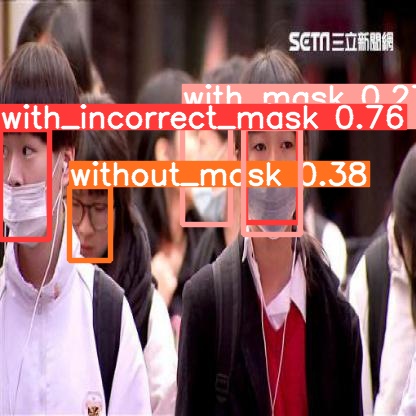 SETN三立新聞網
with_mask 0.27
with_incorrect_mask 0.76
without_mask 0.38